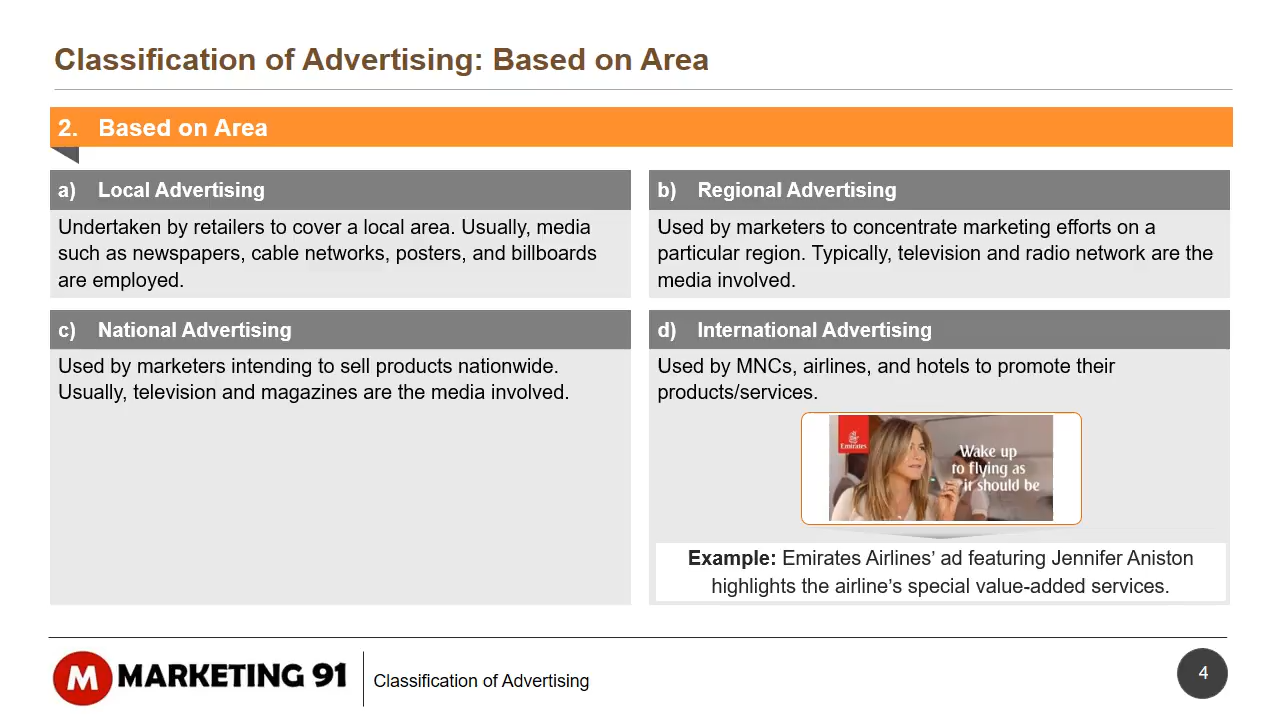 Classification of Advertising: Based on Area
2. Based on Area
a) Local Advertising
Undertaken by retailers to cover a local area. Usually, media
such as newspapers, cable networks, posters, and billboards
are employed.
b) Regional Advertising
Used by marketers to concentrate marketing efforts on a
particular region. Typically, television and radio network are the
media involved.
c) National Advertising
Used by marketers intending to sell products nationwide.
Usually, television and magazines are the media involved.
d) International Advertising
Used by MNCs, airlines, and hotels to promote their
products/services.
Emirates
Wake up
to flying as
it should be
Example: Emirates Airlines’ ad featuring Jennifer Aniston
highlights the airline’s special value-added services.
M MARKETING 91
Classification of Advertising
4